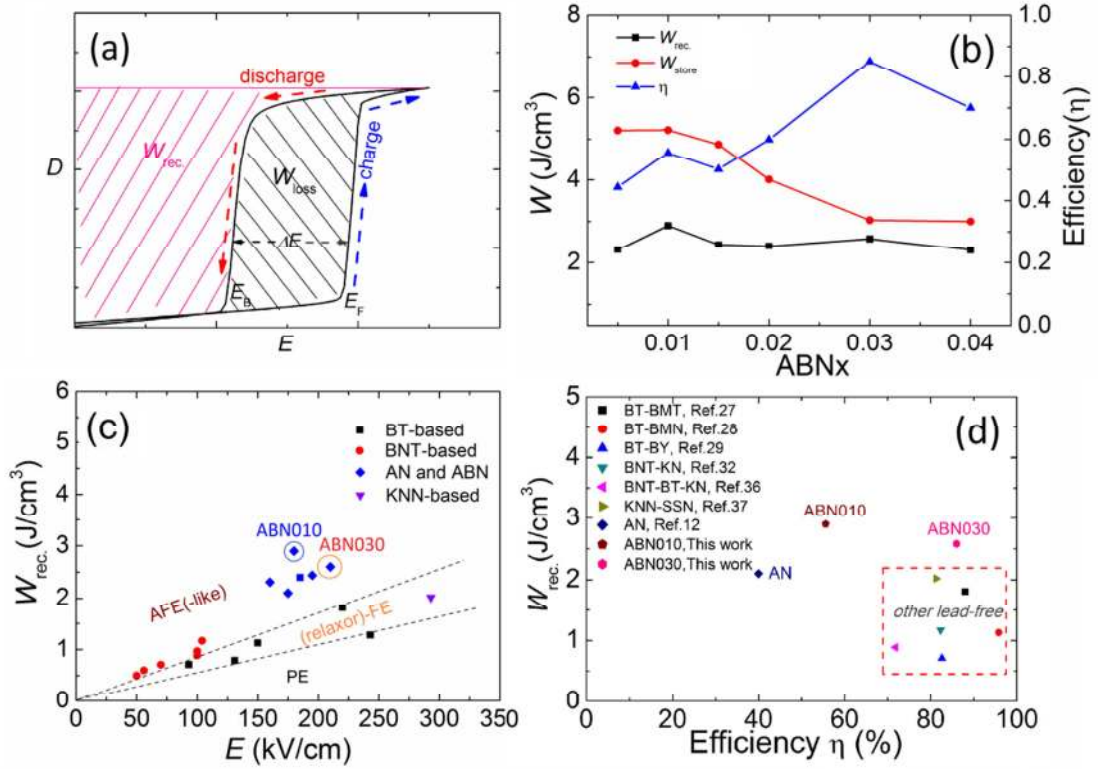 (a)
discharge
W_rec.
W_loss
charge
ΔE
E_B
E_F
D
E
(b)
W_rec.
W_store
η
W (J/cm³)
8
6
4
2
1.0
0.8
0.6
0.4
0.2
0.0
Efficiency(η)
0.01 0.02 0.03 0.04
ABNx
(c)
BT-based
BNT-based
AN and ABN
KNN-based
ABN010
ABN030
AFE(-like)
(relaxor)-FE
PE
W_rec. (J/cm³)
6
5
4
3
2
1
0
0 50 100 150 200 250 300 350
E (kV/cm)
(d)
BT-BMT, Ref.27
BT-BMN, Ref.28
BT-BY, Ref.29
BNT-KN, Ref.32
BNT-BT-KN, Ref.36
KNN-SSN, Ref.37
AN, Ref.12
ABN010,This work
ABN030,This work
ABN010
ABN030
AN
other lead-free
W_rec. (J/cm³)
5
4
3
2
1
0
0 20 40 60 80 100
Efficiency η (%)